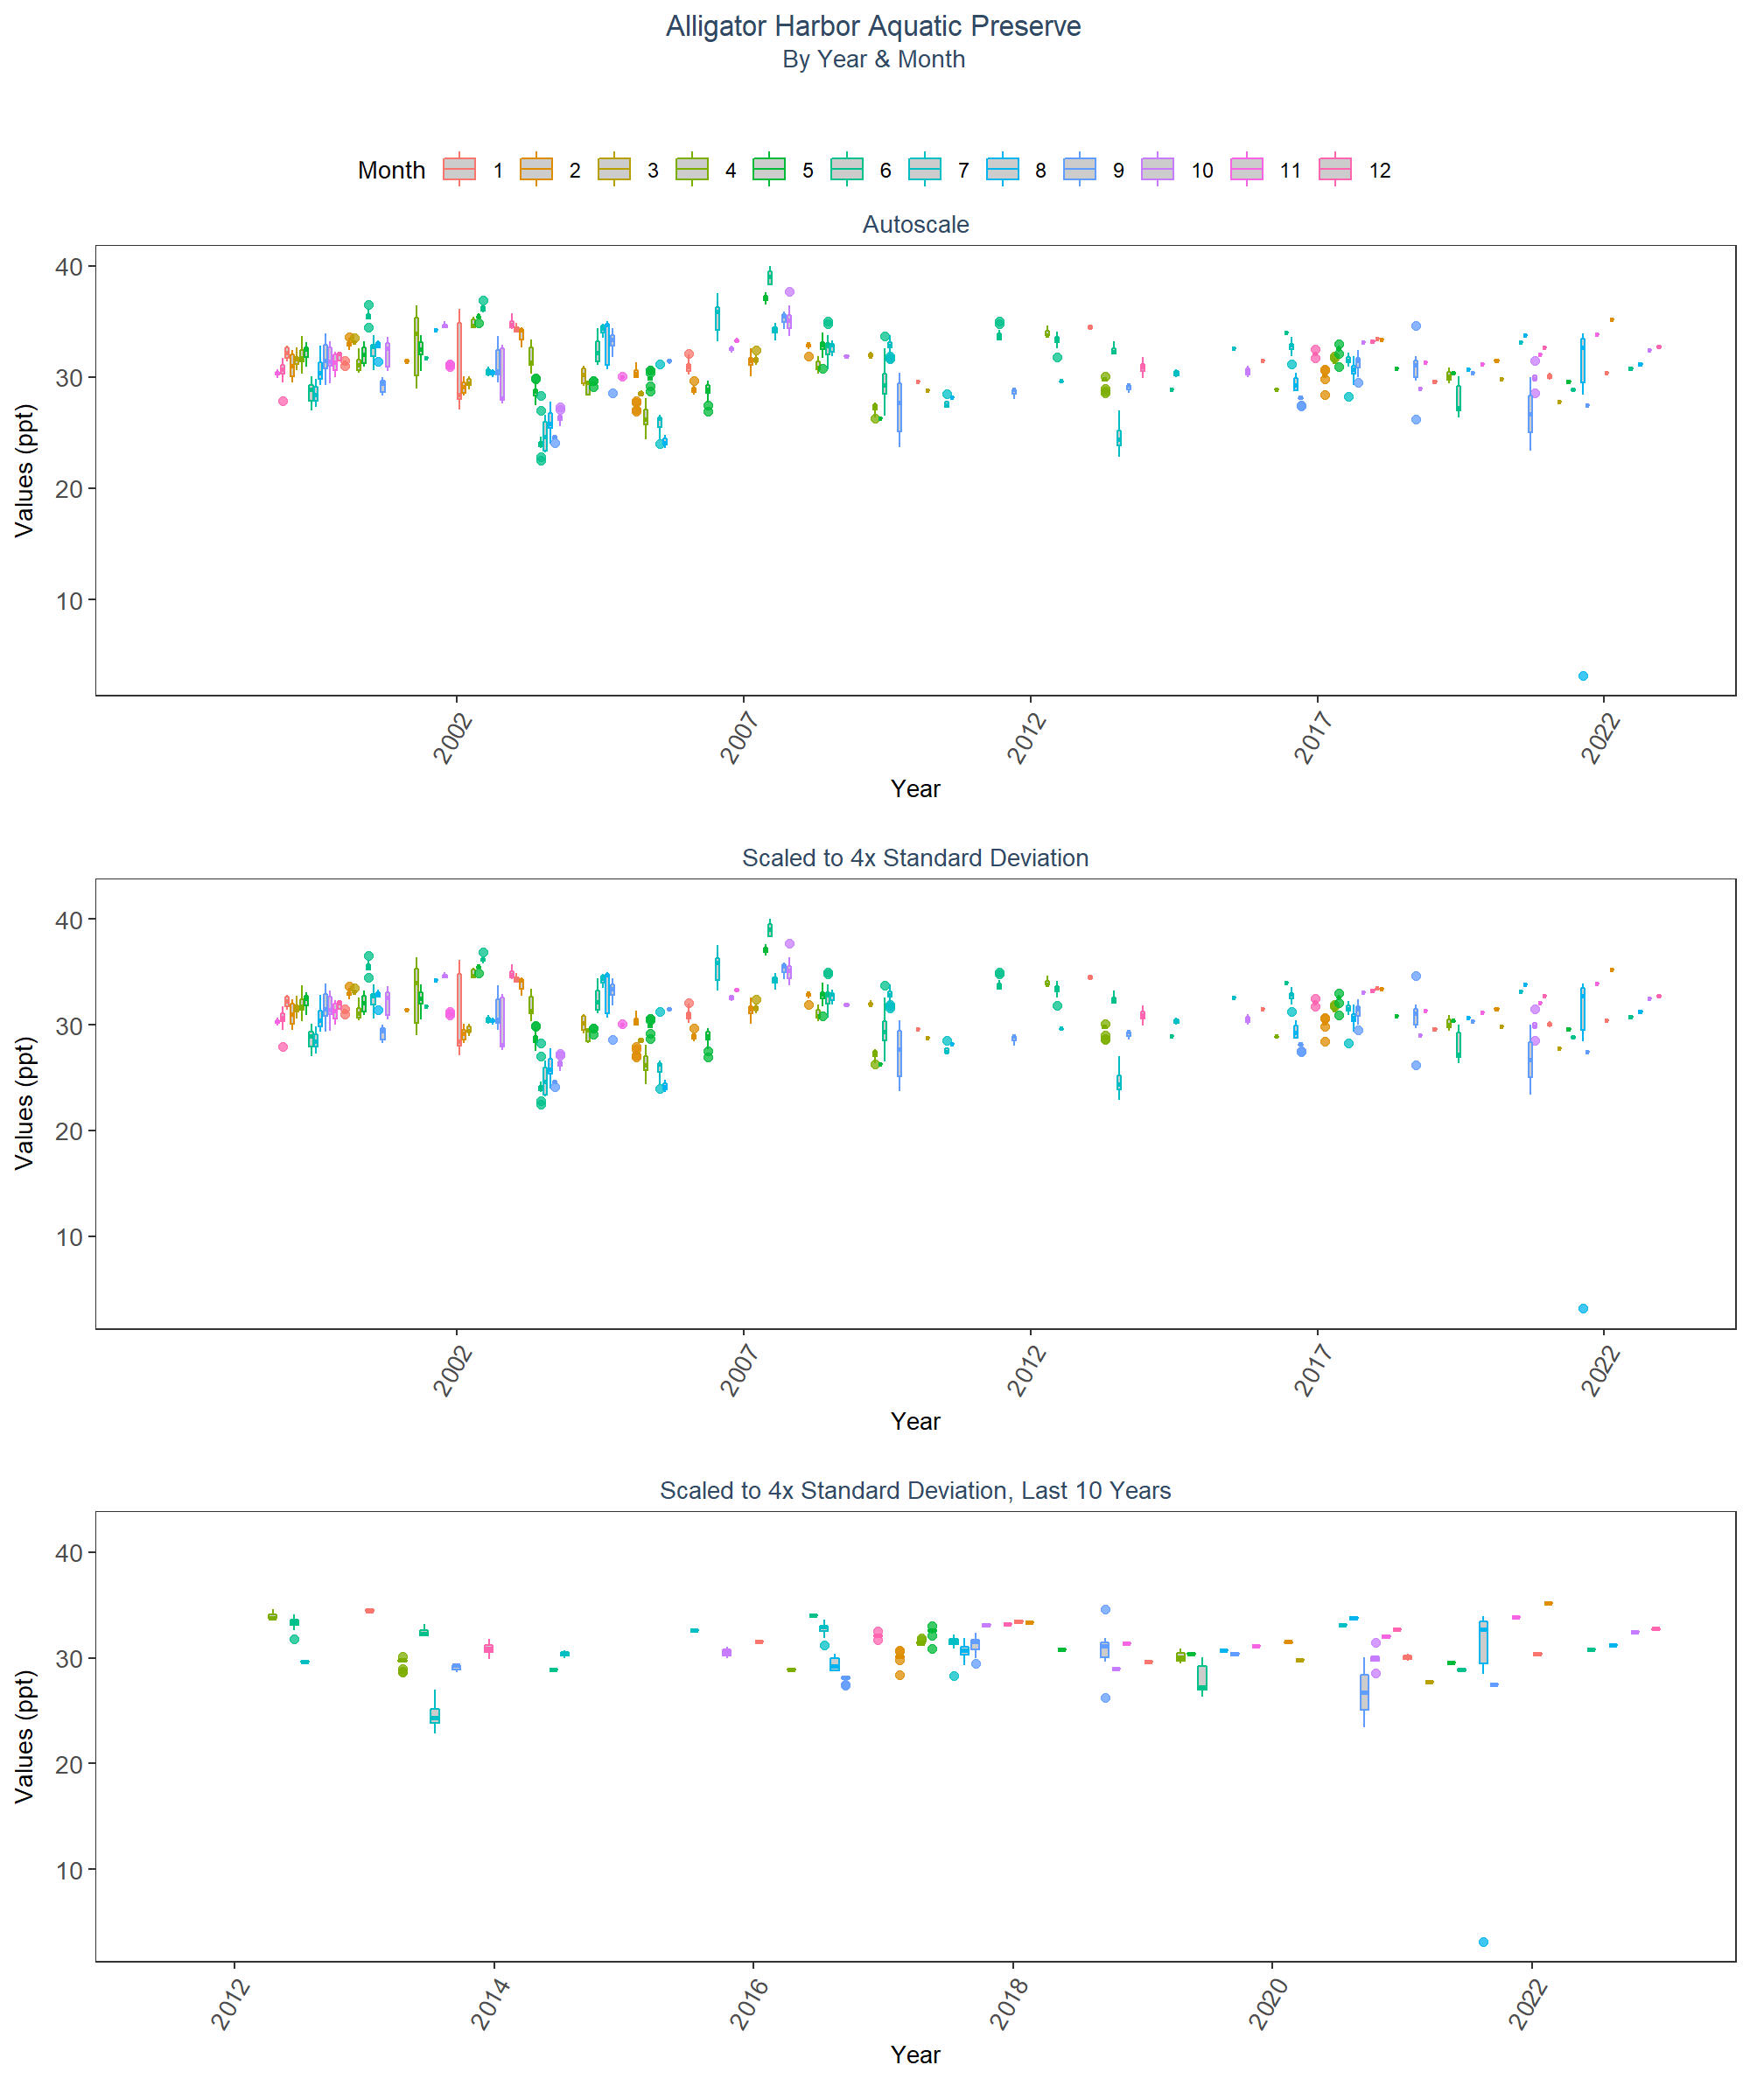 Alligator Harbor Aquatic Preserve
By Year & Month
Month 1 2 3 4 5 6 7 8 9 10 11 12
Autoscale
40
30
20
10
Values (ppt)
2002 2007 2012 2017 2022
Year
Scaled to 4x Standard Deviation
40
30
20
10
Values (ppt)
2002 2007 2012 2017 2022
Year
Scaled to 4x Standard Deviation, Last 10 Years
40
30
20
10
Values (ppt)
2012 2014 2016 2018 2020 2022
Year